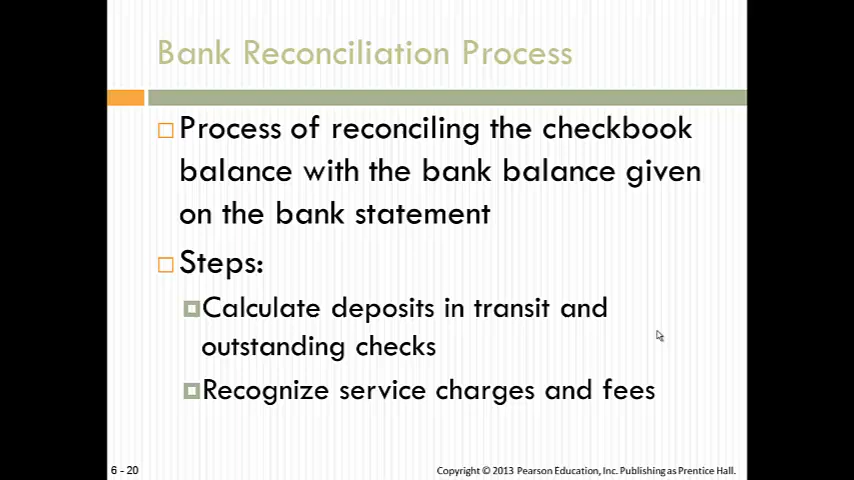 Bank Reconciliation Process
Process of reconciling the checkbook
balance with the bank balance given
on the bank statement
Steps:
Calculate deposits in transit and
outstanding checks
Recognize service charges and fees
6 - 20
Copyright © 2013 Pearson Education, Inc. Publishing as Prentice Hall.